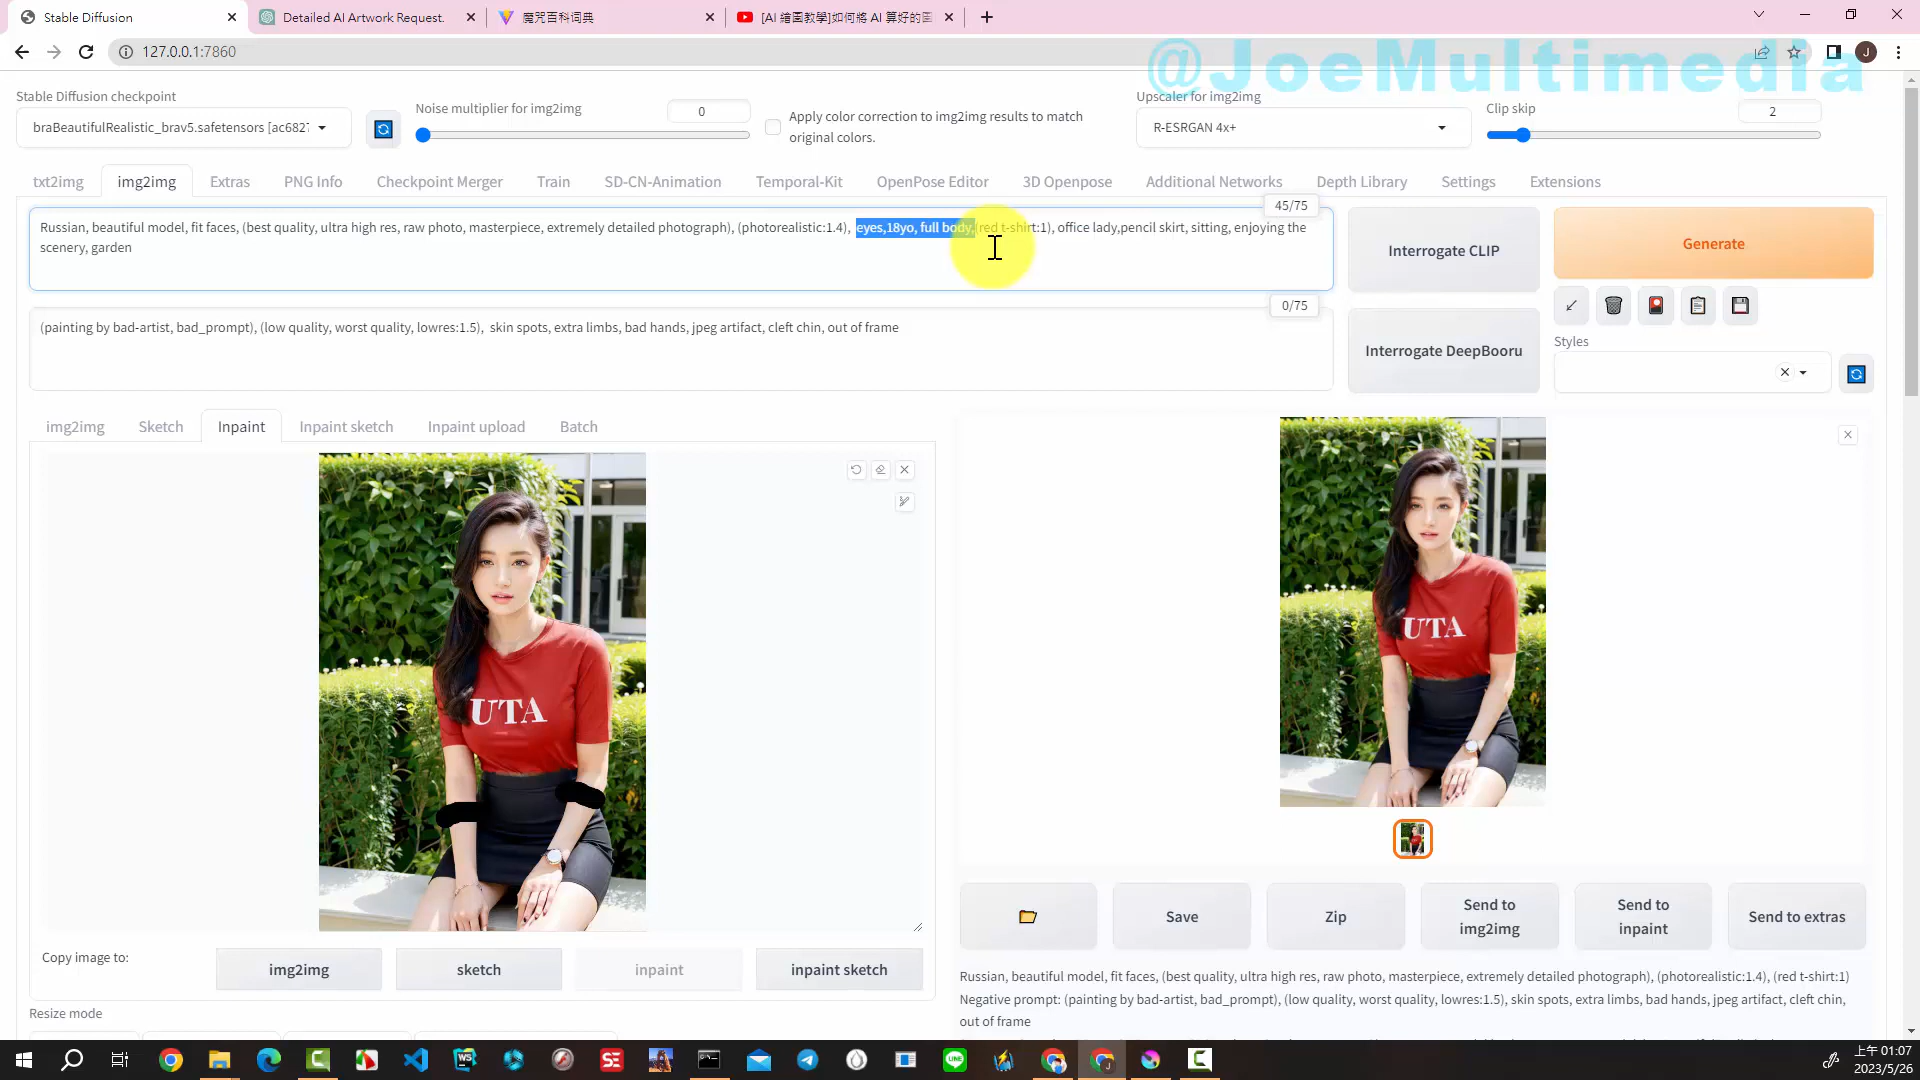 Stable Diffusion
Detailed AI Artwork Request.
魔咒百科词典
[AI 繪圖教學]如何將 AI 算好的圖
127.0.0.1:7860
J
@JoeMultimedia
Stable Diffusion checkpoint
braBeautifulRealistic_brav5.safetensors [ac682
Noise multiplier for img2img
0
Apply color correction to img2img results to match
original colors.
Upscaler for img2img
R-ESRGAN 4x+
Clip skip
2
txt2img
img2img
Extras
PNG Info
Checkpoint Merger
Train
SD-CN-Animation
Temporal-Kit
OpenPose Editor
3D Openpose
Additional Networks
Depth Library
Settings
Extensions
45/75
Russian, beautiful model, fit faces, (best quality, ultra high res, raw photo, masterpiece, extremely detailed photograph), (photorealistic:1.4), eyes,18yo, full body,(red t-shirt:1), office lady,pencil skirt, sitting, enjoying the
scenery, garden
Interrogate CLIP
Generate
0/75
(painting by bad-artist, bad_prompt), (low quality, worst quality, lowres:1.5), skin spots, extra limbs, bad hands, jpeg artifact, cleft chin, out of frame
Interrogate DeepBooru
Styles
img2img
Sketch
Inpaint
Inpaint sketch
Inpaint upload
Batch
UTA
UTA
Copy image to:
img2img
sketch
inpaint
inpaint sketch
Resize mode
Save
Zip
Send to
img2img
Send to
inpaint
Send to extras
Russian, beautiful model, fit faces, (best quality, ultra high res, raw photo, masterpiece, extremely detailed photograph), (photorealistic:1.4), (red t-shirt:1)
Negative prompt: (painting by bad-artist, bad_prompt), (low quality, worst quality, lowres:1.5), skin spots, extra limbs, bad hands, jpeg artifact, cleft chin,
out of frame
WS
SE
LINE
J
上午 01:07
2023/5/26